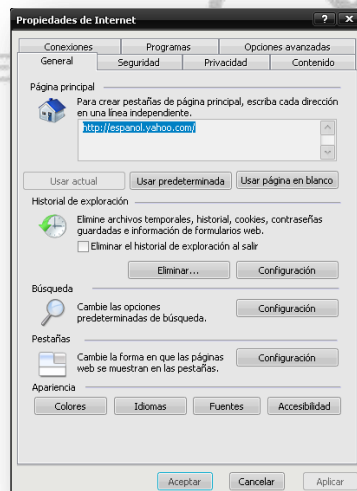 Propiedades de Internet
Conexiones Programas Opciones avanzadas
General Seguridad Privacidad Contenido
Página principal
Para crear pestañas de página principal, escriba cada dirección
en una línea independiente.
http://espanol.yahoo.com/
Usar actual Usar predeterminada Usar página en blanco
Historial de exploración
Elimine archivos temporales, historial, cookies, contraseñas
guardadas e información de formularios web.
Eliminar el historial de exploración al salir
Eliminar... Configuración
Búsqueda
Cambie las opciones
predeterminadas de búsqueda.
Configuración
Pestañas
Cambie la forma en que las páginas
web se muestran en las pestañas.
Configuración
Apariencia
Colores Idiomas Fuentes Accesibilidad
Aceptar Cancelar Aplicar